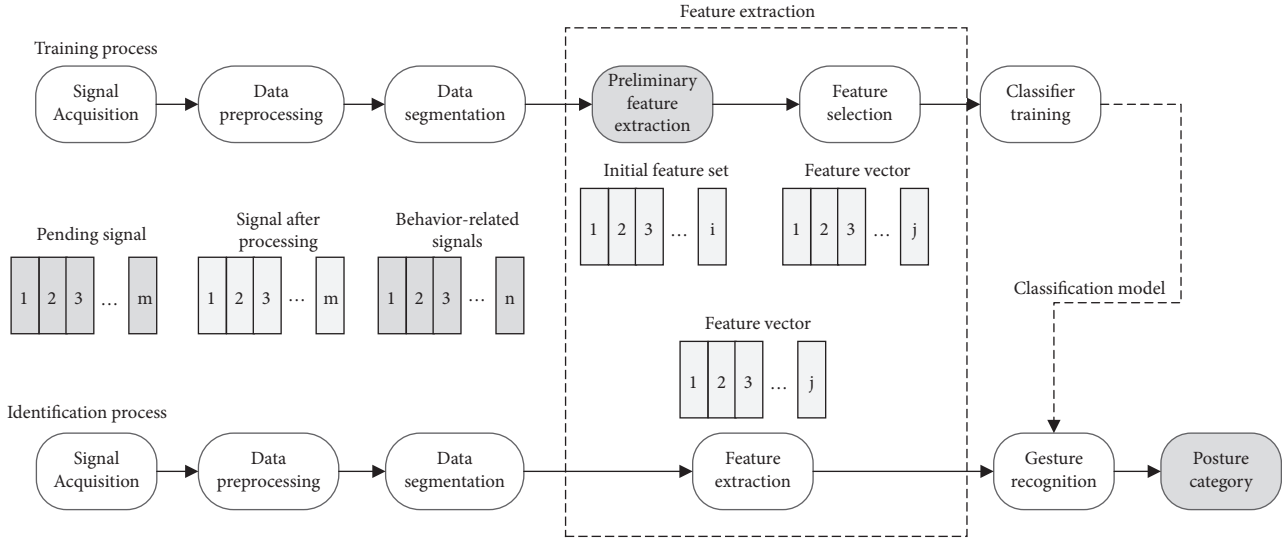 Feature extraction
Training process
Signal
Acquisition
Data
preprocessing
Data
segmentation
Preliminary
feature
extraction
Feature
selection
Classifier
training
Initial feature set
1 2 3 ... i
Feature vector
1 2 3 ... j
Pending signal
1 2 3 ... m
Signal after
processing
1 2 3 ... m
Behavior-related
signals
1 2 3 ... n
Classification model
Feature vector
1 2 3 ... j
Identification process
Signal
Acquisition
Data
preprocessing
Data
segmentation
Feature
extraction
Gesture
recognition
Posture
category